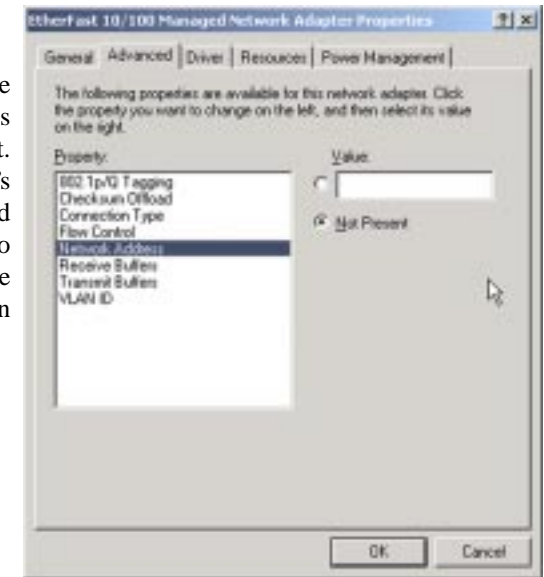 EtherFast 10/100 Managed Network Adapter Properties
General Advanced Driver Resources Power Management
The following properties are available for this network adapter. Click
the property you want to change on the left, and then select its value
on the right.
Property:
802.1p/Q Tagging
Checksum Offload
Connection Type
Flow Control
Network Address
Receive Buffers
Transmit Buffers
VLAN ID
Value:
Not Present
OK Cancel
e
s
t.
's
d
o
e
n